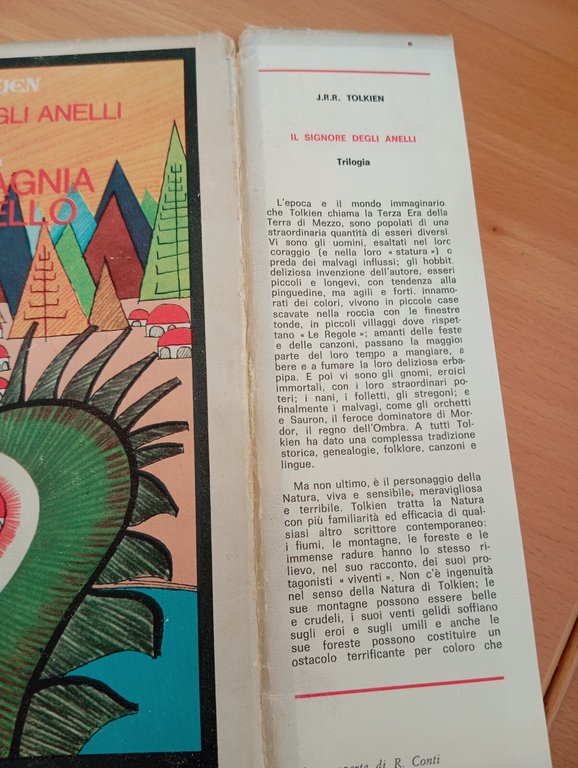 KIEN
GLI ANELLI
AGNIA
ELLO
J.R.R. TOLKIEN
IL SIGNORE DEGLI ANELLI
Trilogia
L'epoca e il mondo immaginario
che Tolkien chiama la Terza Era della
Terra di Mezzo, sono popolati di una
straordinaria quantità di esseri diversi
Vi sono gli uomini, esaltati nel loro
coraggio (e nella loro « statura ») o
preda dei malvagi influssi; gli hobbit
deliziosa invenzione dell'autore, esseri
piccoli e longevi, con tendenza alla
pinguedine, ma agili e forti. innamo-
rati dei colori, vivono in piccole case
scavate nella roccia con le finestre
tonde, in piccoli villaggi dove rispet-
tano « Le Regole »; amanti delle feste
e delle canzoni, passano la maggior
parte del loro tempo a mangiare, a
bere e a fumare la loro deliziosa erba-
pipa. E poi vi sono gli gnomi, eroici
immortali, con i loro straordinari po-
teri; i nani, i folletti, gli stregoni; e
finalmente i malvagi, come gli orchetti
e Sauron, il feroce dominatore di Mor-
dor, il regno dell'Ombra. A tutti Tol-
kien ha dato una complessa tradizione
storica, genealogie, folklore, canzoni e
lingue.
Ma non ultimo, è il personaggio della
Natura, viva e sensibile, meravigliosa
e terribile. Tolkien tratta la Natura
con più familiarità ed efficacia di qual-
siasi altro scrittore contemporaneo:
i fiumi, le montagne, le foreste e le
immense radure hanno lo stesso ri-
lievo, nel suo racconto, dei suoi pro-
tagonisti « viventi ». Non c'è ingenuità
nel senso della Natura di Tolkien; le
sue montagne possono essere belle
e crudeli, i suoi venti gelidi soffiano
sugli eroi e sugli umili e anche le
sue foreste possono costituire un
ostacolo terrificante per coloro che
di R. Conti